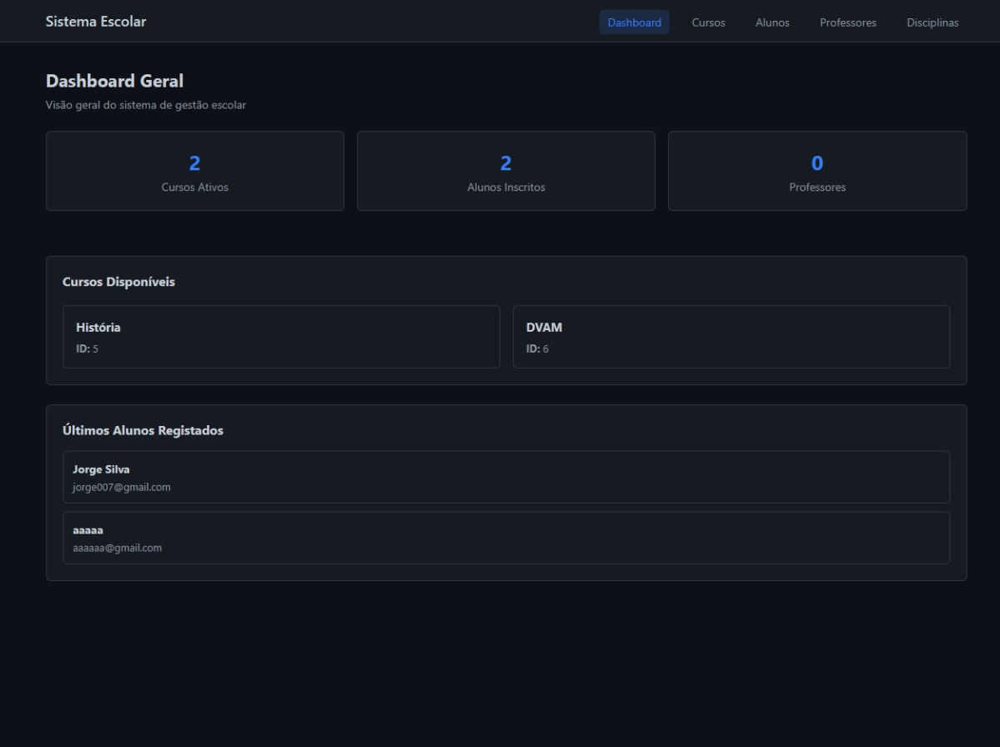 Sistema Escolar
Dashboard
Cursos
Alunos
Professores
Disciplinas
Dashboard Geral
Visão geral do sistema de gestão escolar
2
Cursos Ativos
2
Alunos Inscritos
0
Professores
Cursos Disponíveis
História
ID: 5
DVAM
ID: 6
Últimos Alunos Registados
Jorge Silva
jorge007@gmail.com
aaaaa
aaaaaa@gmail.com